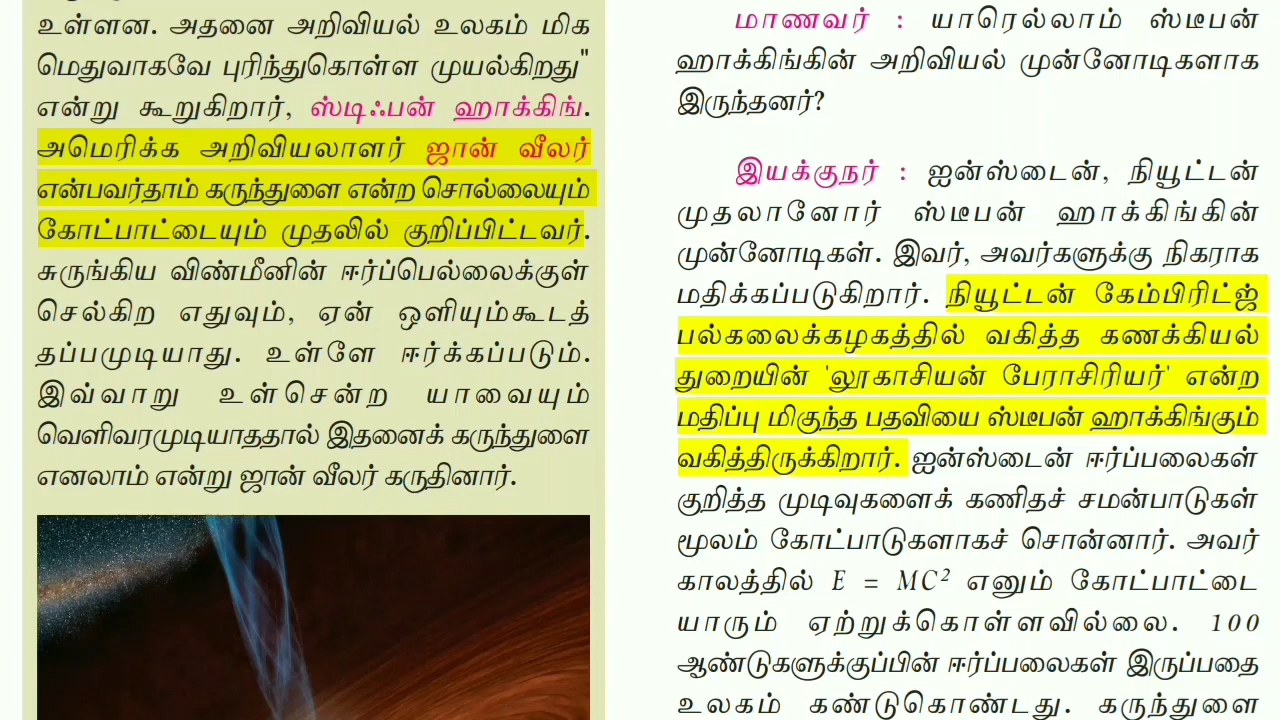 உள்ளன. அதனை அறிவியல் உலகம் மிக
மெதுவாகவே புரிந்துகொள்ள முயல்கிறது"
என்று கூறுகிறார், ஸ்டிஃபன் ஹாக்கிங்.
அமெரிக்க அறிவியலாளர் ஜான் வீலர்
என்பவர்தாம் கருந்துளை என்ற சொல்லையும்
கோட்பாட்டையும் முதலில் குறிப்பிட்டவர்.
சுருங்கிய விண்மீனின் ஈர்ப்பெல்லைக்குள்
செல்கிற எதுவும், ஏன் ஒளியும்கூடத்
தப்பமுடியாது. உள்ளே ஈர்க்கப்படும்.
இவ்வாறு உள்சென்ற யாவையும்
வெளிவரமுடியாததால் இதனைக் கருந்துளை
எனலாம் என்று ஜான் வீலர் கருதினார்.
மாணவர் : யாரெல்லாம் ஸ்டீபன்
ஹாக்கிங்கின் அறிவியல் முன்னோடிகளாக
இருந்தனர்?
இயக்குநர் : ஐன்ஸ்டைன், நியூட்டன்
முதலானோர் ஸ்டீபன் ஹாக்கிங்கின்
முன்னோடிகள். இவர், அவர்களுக்கு நிகராக
மதிக்கப்படுகிறார். நியூட்டன் கேம்பிரிட்ஜ்
பல்கலைக்கழகத்தில் வகித்த கணக்கியல்
துறையின் 'லூகாசியன் பேராசிரியர்' என்ற
மதிப்பு மிகுந்த பதவியை ஸ்டீபன் ஹாக்கிங்கும்
வகித்திருக்கிறார். ஐன்ஸ்டைன் ஈர்ப்பலைகள்
குறித்த முடிவுகளைக் கணிதச் சமன்பாடுகள்
மூலம் கோட்பாடுகளாகச் சொன்னார். அவர்
காலத்தில் E = MC² எனும் கோட்பாட்டை
யாரும் ஏற்றுக்கொள்ளவில்லை. 100
ஆண்டுகளுக்குப்பின் ஈர்ப்பலைகள் இருப்பதை
உலகம் கண்டுகொண்டது. கருந்துளை